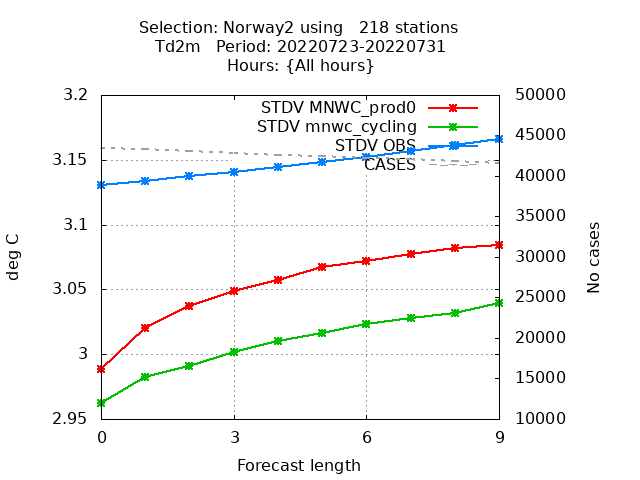 Selection: Norway2 using   218 stations
Td2m   Period: 20220723-20220731
Hours: {All hours}
3.2
3.15
3.1
3.05
3
2.95
deg C
STDV MNWC_prod0
STDV mnwc_cycling
STDV OBS
CASES
50000
45000
40000
35000
30000
25000
20000
15000
10000
No cases
0 3 6 9
Forecast length